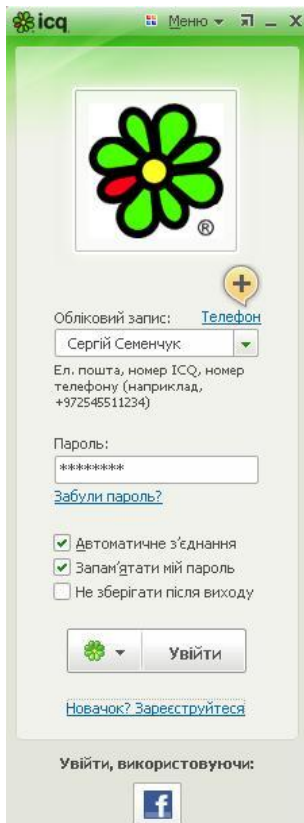 icq Меню
®
Обліковий запис: Телефон
Сергій Семенчук
Ел. пошта, номер ICQ, номер
телефону (наприклад,
+972545511234)
Пароль:
********
Забули пароль?
Автоматичне з'єднання
Запам'ятати мій пароль
Не зберігати після виходу
Увійти
Новачок? Зареєструйтеся
Увійти, використовуючи:
f